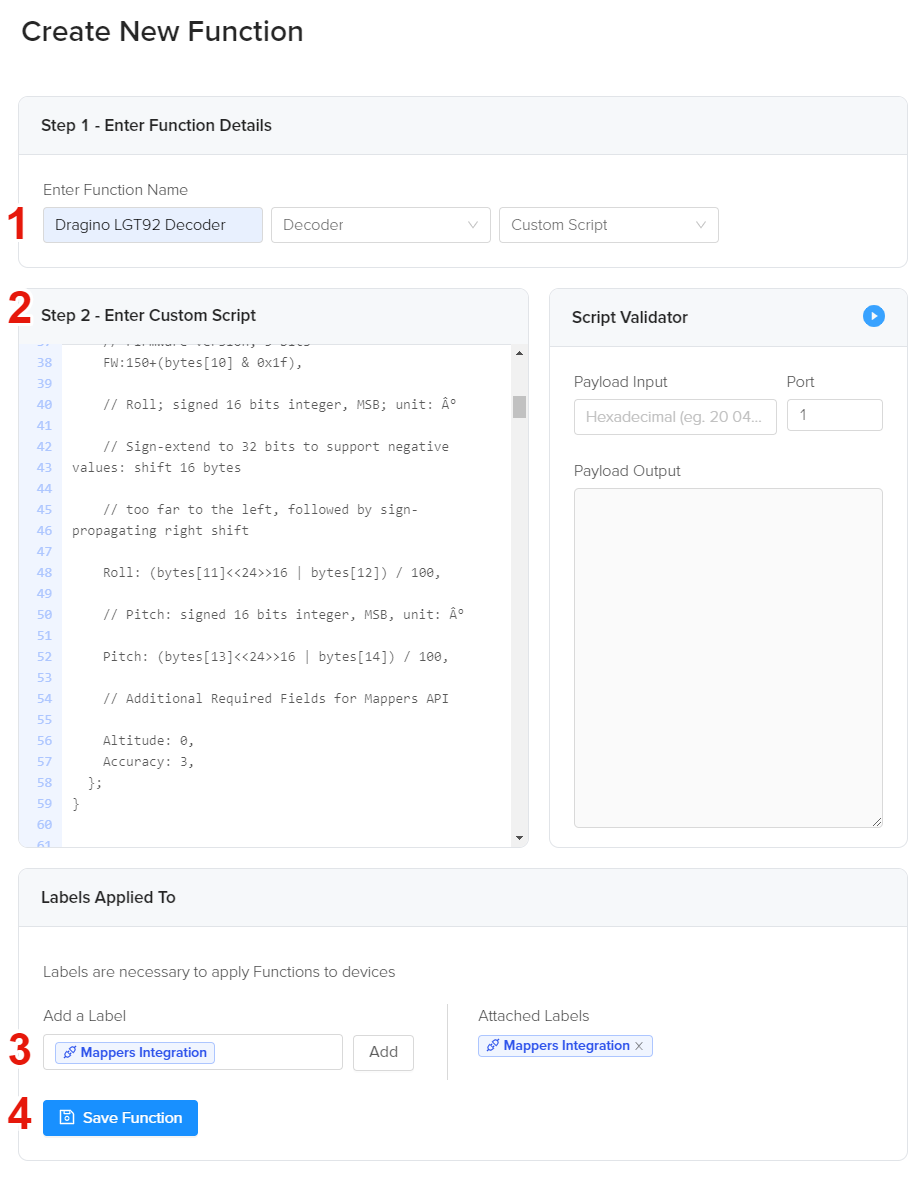 Create New Function
Step 1 - Enter Function Details
Enter Function Name
1
Dragino LGT92 Decoder
Decoder
Custom Script
2
Step 2 - Enter Custom Script
37 // Firmware version; 5 bits
38 FW:150+(bytes[10] & 0x1f),
39
40 // Roll; signed 16 bits integer, MSB; unit: Âº
41
42 // Sign-extend to 32 bits to support negative
43 values: shift 16 bytes
44
45 // too far to the left, followed by sign-
46 propagating right shift
47
48 Roll: (bytes[11]<<24>>16 | bytes[12]) / 100,
49
50 // Pitch: signed 16 bits integer, MSB, unit: Âº
51
52 Pitch: (bytes[13]<<24>>16 | bytes[14]) / 100,
53
54 // Additional Required Fields for Mappers API
55
56 Altitude: 0,
57 Accuracy: 3,
58 };
59 }
60
61
Script Validator
Payload Input
Port
Hexadecimal (eg. 20 04...
1
Payload Output
Labels Applied To
Labels are necessary to apply Functions to devices
Add a Label
3
Mappers Integration
Add
Attached Labels
Mappers Integration ×
4
Save Function